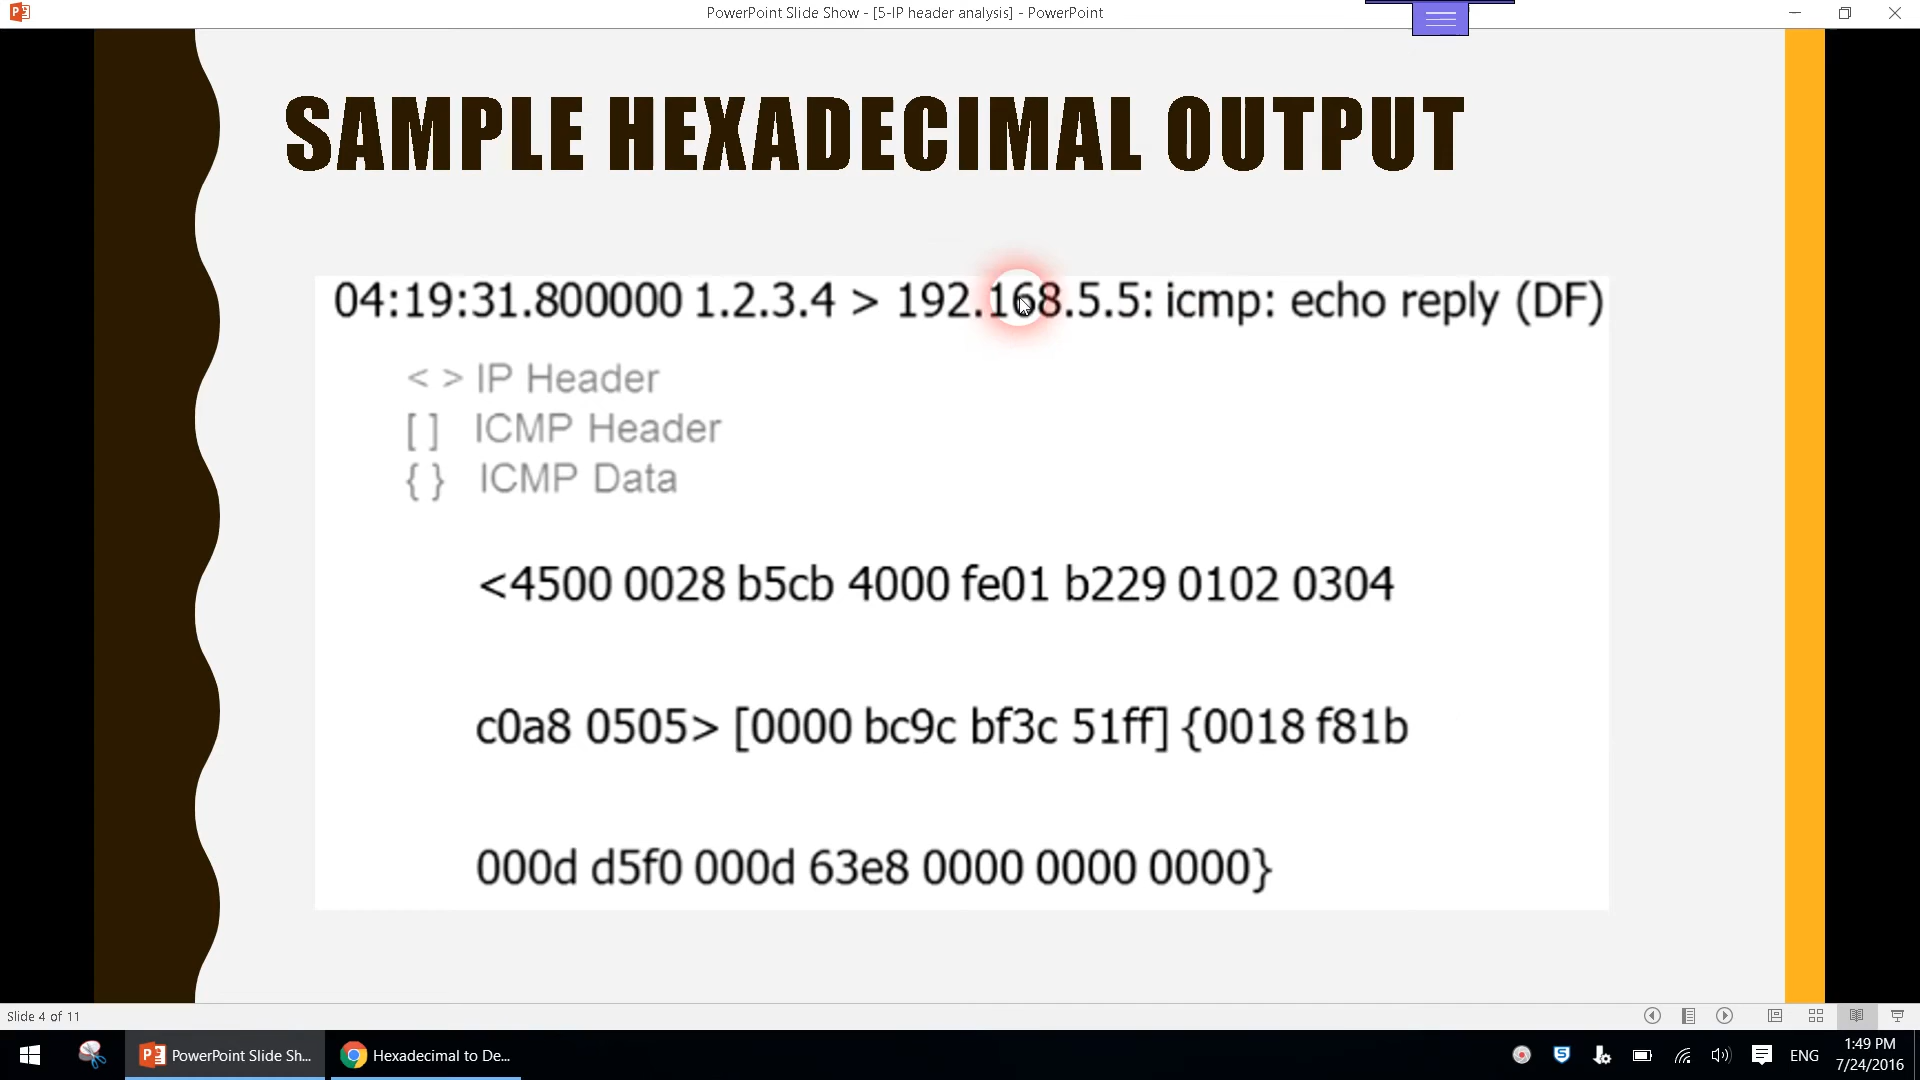 PowerPoint Slide Show - [5-IP header analysis] - PowerPoint
SAMPLE HEXADECIMAL OUTPUT
04:19:31.800000 1.2.3.4 > 192.168.5.5: icmp: echo reply (DF)
< > IP Header
[ ] ICMP Header
{ } ICMP Data
<4500 0028 b5cb 4000 fe01 b229 0102 0304
c0a8 0505> [0000 bc9c bf3c 51ff] {0018 f81b
000d d5f0 000d 63e8 0000 0000 0000}
Slide 4 of 11
PowerPoint Slide Sh...
Hexadecimal to De...
ENG
1:49 PM
7/24/2016